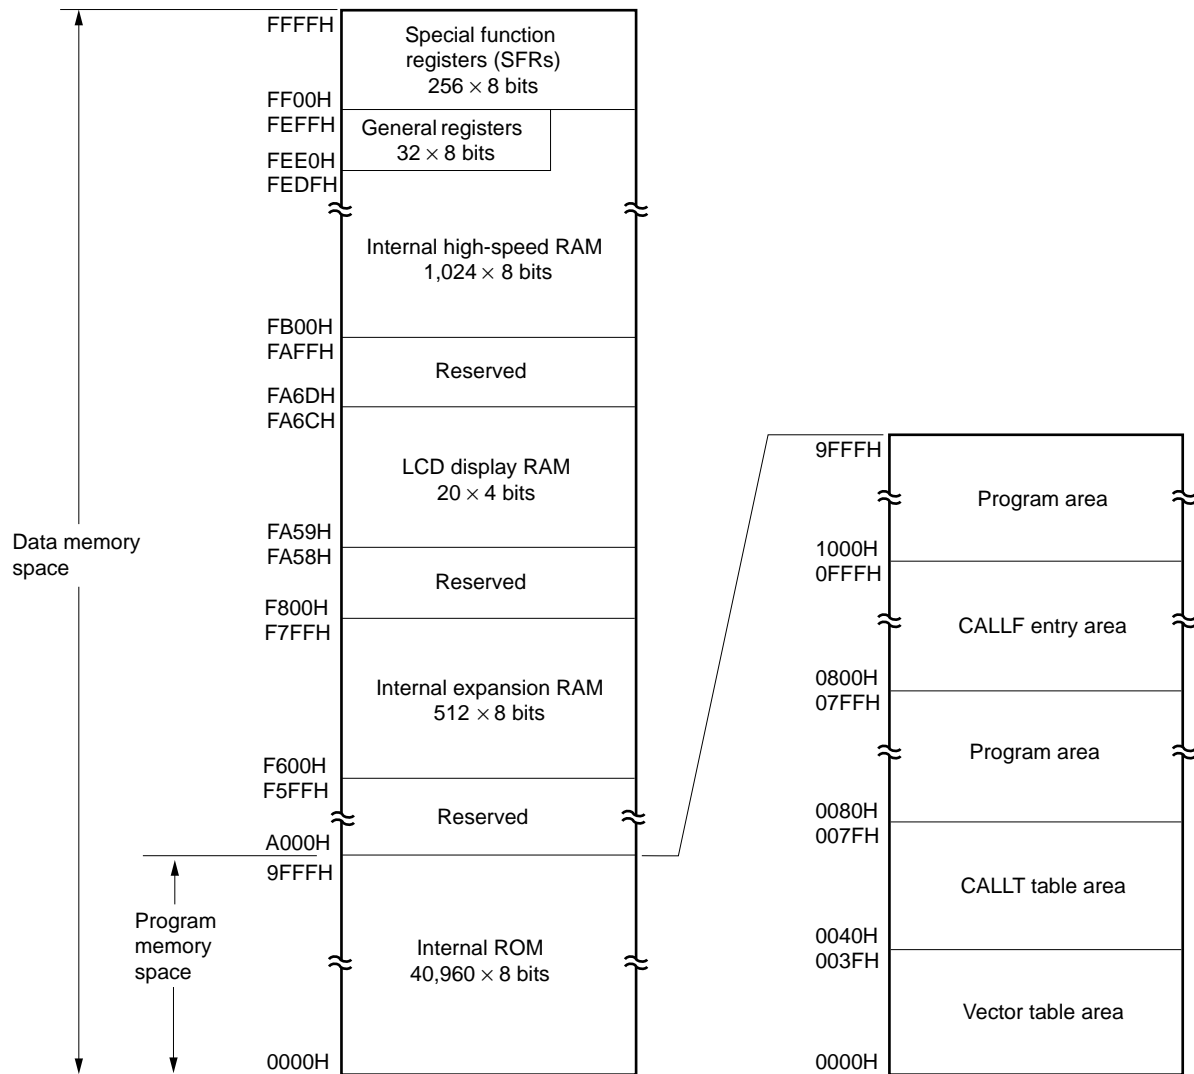 FFFFH
Special function
registers (SFRs)
256 × 8 bits
FF00H
FEFFH
General registers
32 × 8 bits
FEE0H
FEDFH
Internal high-speed RAM
1,024 × 8 bits
FB00H
FAFFH
Reserved
FA6DH
FA6CH
LCD display RAM
20 × 4 bits
FA59H
FA58H
Reserved
F800H
F7FFH
Internal expansion RAM
512 × 8 bits
F600H
F5FFH
Reserved
A000H
9FFFH
Internal ROM
40,960 × 8 bits
0000H
Data memory
space
Program
memory
space
9FFFH
Program area
1000H
0FFFH
CALLF entry area
0800H
07FFH
Program area
0080H
007FH
CALLT table area
0040H
003FH
Vector table area
0000H